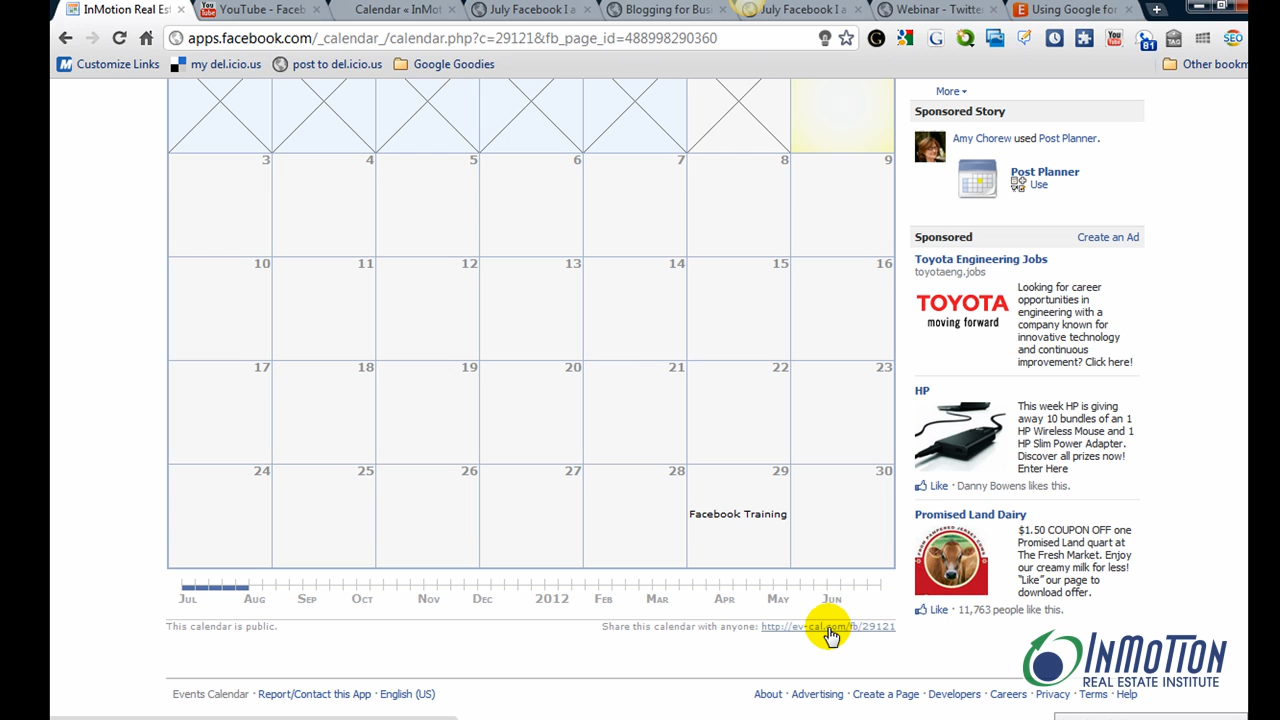 InMotion Real Est
YouTube - Faceb
Calendar « InMot
July Facebook I a
Blogging for Busi
July Facebook I a
Webinar - Twitte
Using Google for
apps.facebook.com/_calendar_/calendar.php?c=29121&fb_page_id=488998290360
81
TAG
SEO
Customize Links
my del.icio.us
post to del.icio.us
Google Goodies
Other bookm
More
Sponsored Story
Amy Chorew used Post Planner.
Post Planner
Use
3 4 5 6 7 8 9
10 11 12 13 14 15 16
17 18 19 20 21 22 23
24 25 26 27 28 29 30
Facebook Training
Sponsored Create an Ad
Toyota Engineering Jobs
toyotaeng.jobs
TOYOTA
moving forward
Looking for career
opportunities in
engineering with a
company known for
innovative technology
and continuous
improvement? Click here!
HP
This week HP is giving
away 10 bundles of an 1
HP Wireless Mouse and 1
HP Slim Power Adapter.
Discover all prizes now!
Enter Here
Like · Danny Bowens likes this.
Promised Land Dairy
$1.50 COUPON OFF one
Promised Land quart at
The Fresh Market. Enjoy
our creamy milk for less!
"Like" our page to
download offer.
Like · 11,763 people like this.
Jul Aug Sep Oct Nov Dec 2012 Feb Mar Apr May Jun
This calendar is public.
Share this calendar with anyone: http://ev-cal.com/fb/29121
InMotion
REAL ESTATE INSTITUTE
Events Calendar · Report/Contact this App · English (US)
About · Advertising · Create a Page · Developers · Careers · Privacy · Terms · Help